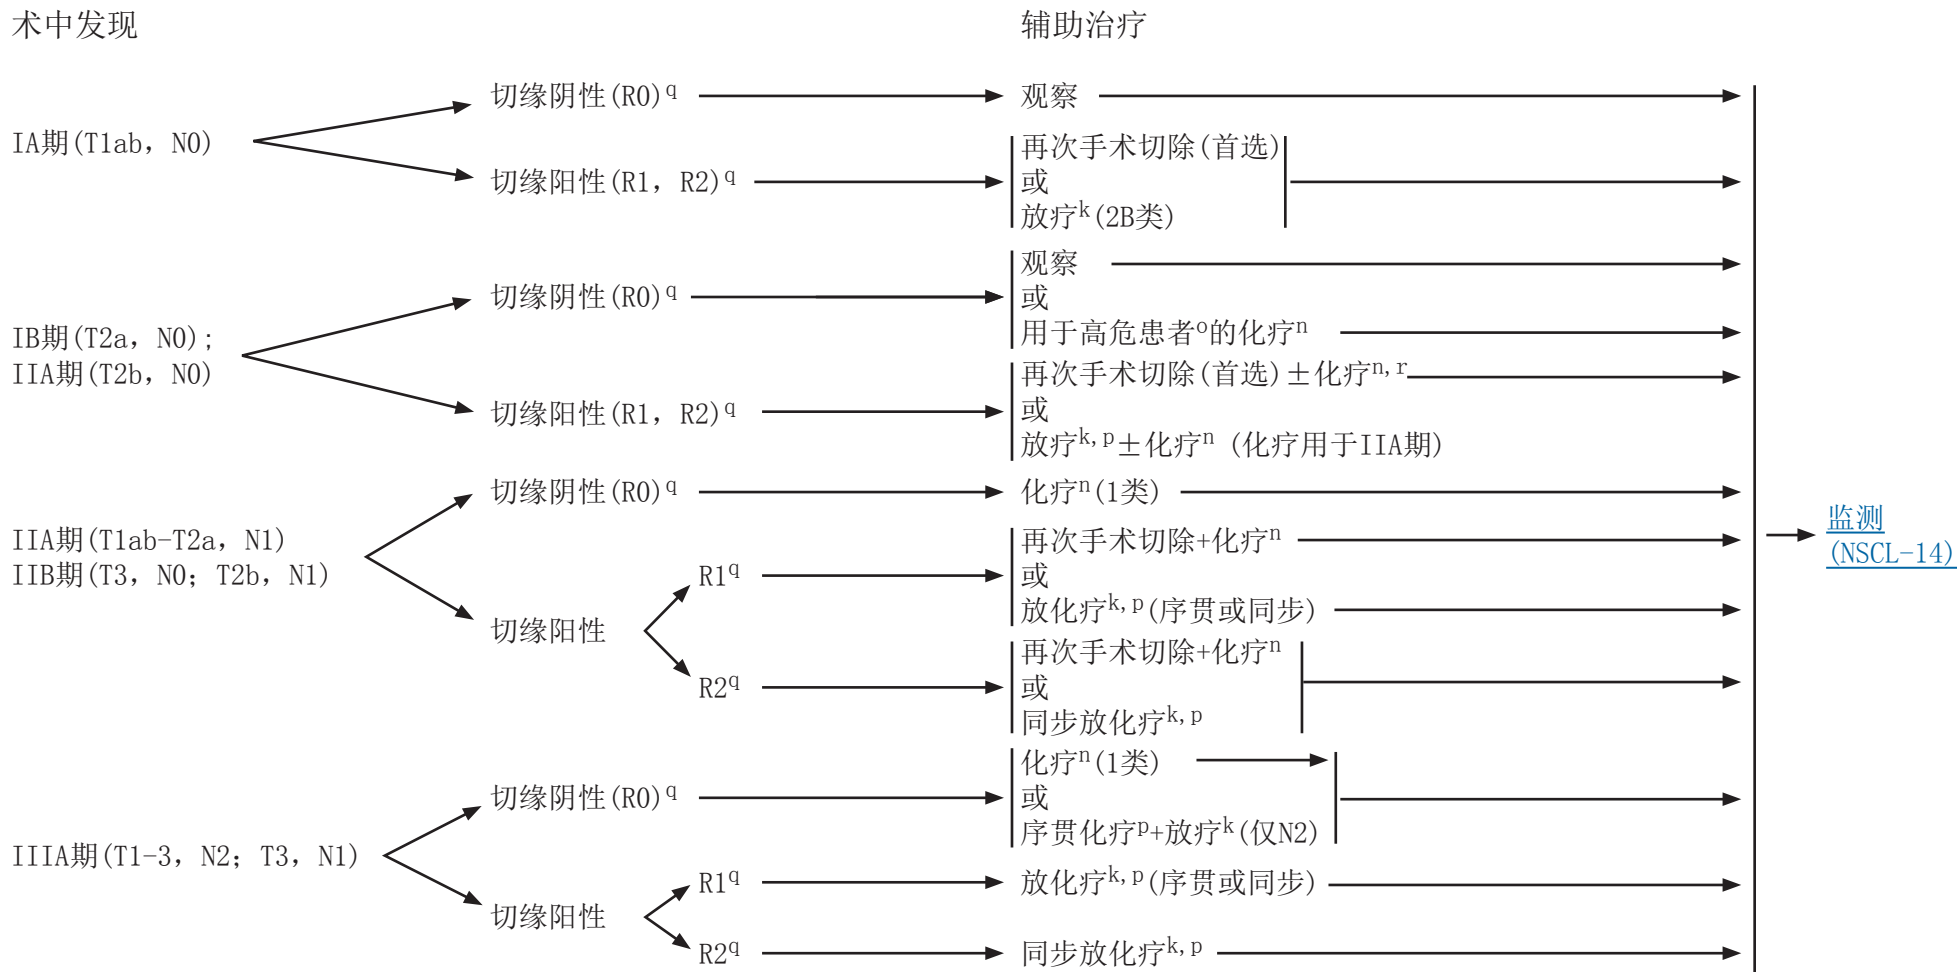 术中发现
辅助治疗
IA期(T1ab，N0)
切缘阴性(R0)q
观察
切缘阳性(R1，R2)q
再次手术切除(首选)
或
放疗k(2B类)
IB期(T2a，N0);
IIA期(T2b，N0)
切缘阴性(R0)q
观察
或
用于高危患者o的化疗n
切缘阳性(R1，R2)q
再次手术切除(首选)±化疗n,r
或
放疗k,p±化疗n (化疗用于IIA期)
IIA期(T1ab-T2a，N1)
IIB期(T3，N0；T2b，N1)
切缘阴性(R0)q
化疗n(1类)
切缘阳性
R1q
再次手术切除+化疗n
或
放化疗k,p(序贯或同步)
R2q
再次手术切除+化疗n
或
同步放化疗k,p
IIIA期(T1-3，N2；T3，N1)
切缘阴性(R0)q
化疗n(1类)
或
序贯化疗p+放疗k(仅N2)
切缘阳性
R1q
放化疗k,p(序贯或同步)
R2q
同步放化疗k,p
监测
(NSCL-14)